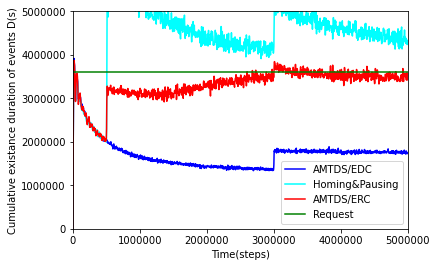 Cumulative existance duration of events D(s)
5000000
4000000
3000000
2000000
1000000
0
0 1000000 2000000 3000000 4000000 5000000
Time(steps)
AMTDS/EDC
Homing&Pausing
AMTDS/ERC
Request